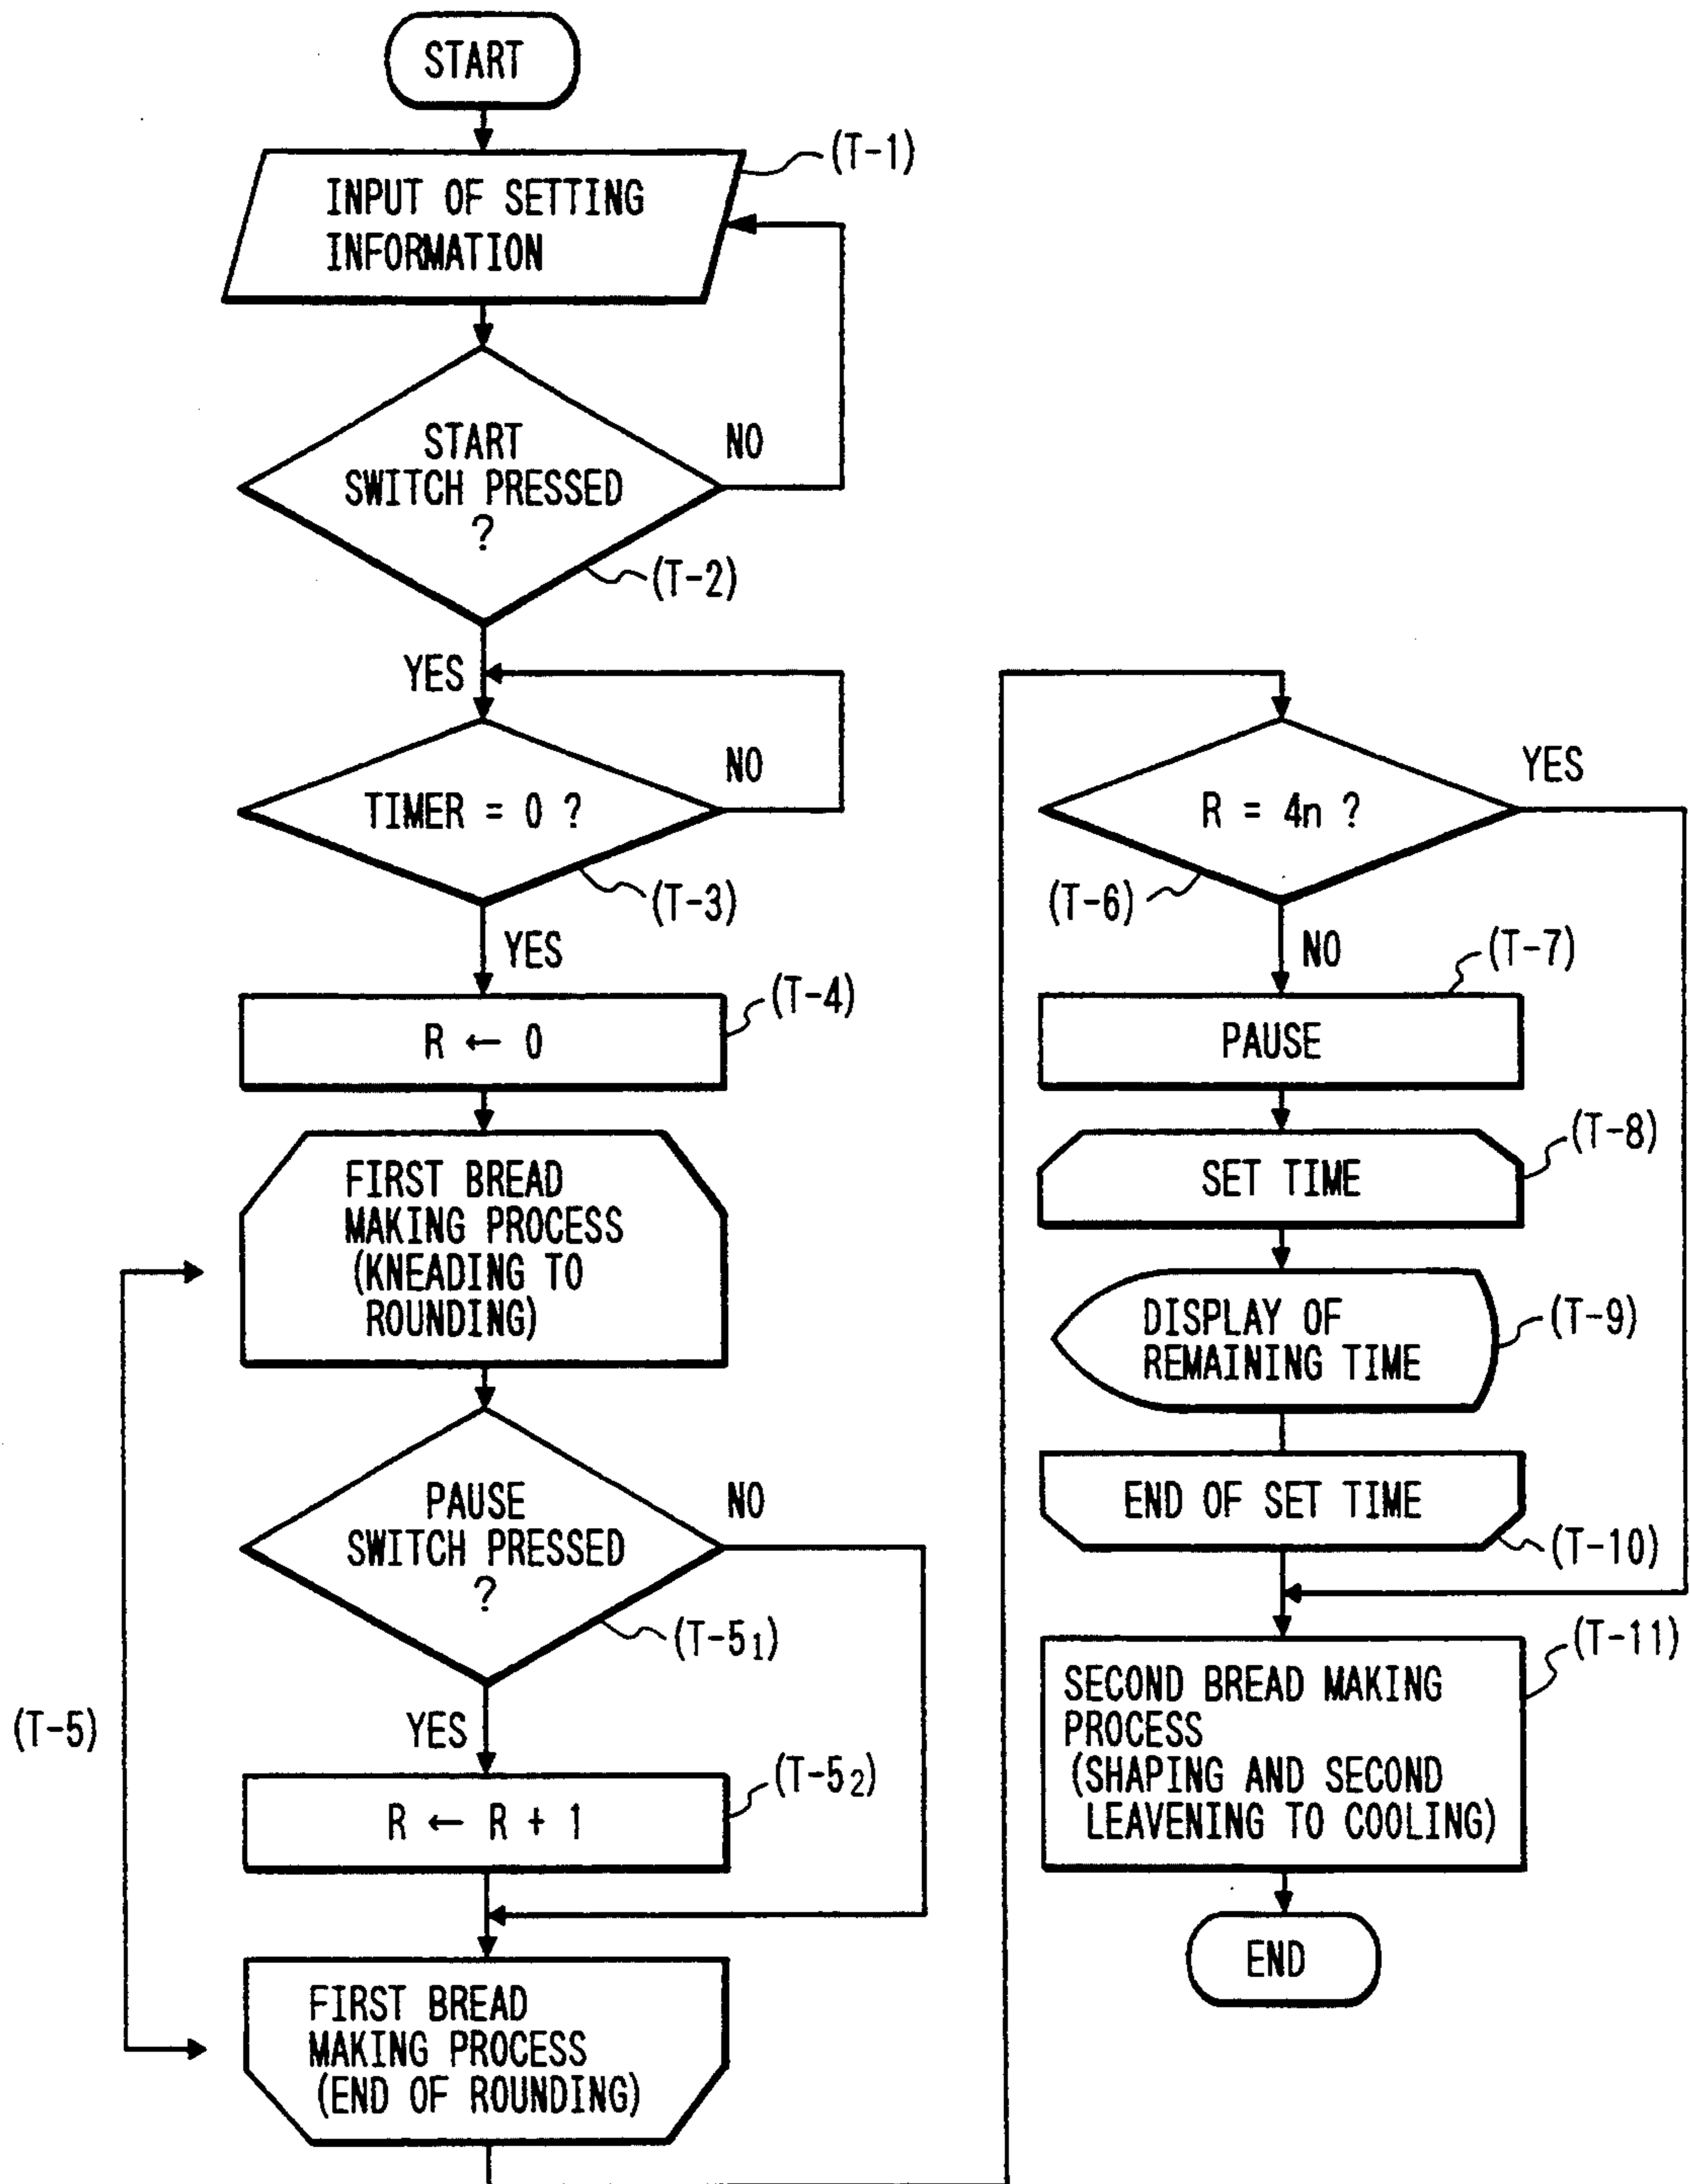 START
(T-1)
INPUT OF SETTING
INFORMATION
START
SWITCH PRESSED
?
NO
(T-2)
YES
TIMER = 0 ?
NO
(T-3)
YES
(T-4)
R ← 0
FIRST BREAD
MAKING PROCESS
(KNEADING TO
ROUNDING)
PAUSE
SWITCH PRESSED
?
NO
(T-5₁)
(T-5)
YES
(T-5₂)
R ← R + 1
FIRST BREAD
MAKING PROCESS
(END OF ROUNDING)
R = 4n ?
YES
(T-6)
NO
(T-7)
PAUSE
(T-8)
SET TIME
DISPLAY OF
REMAINING TIME
(T-9)
END OF SET TIME
(T-10)
(T-11)
SECOND BREAD MAKING
PROCESS
(SHAPING AND SECOND
LEAVENING TO COOLING)
END